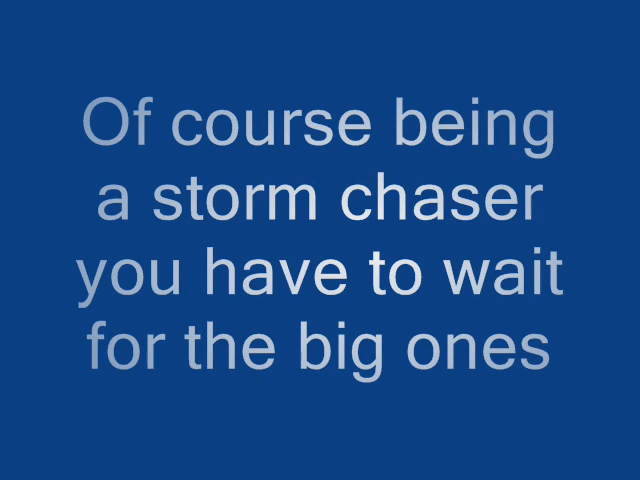 Of course being
a storm chaser
you have to wait
for the big ones